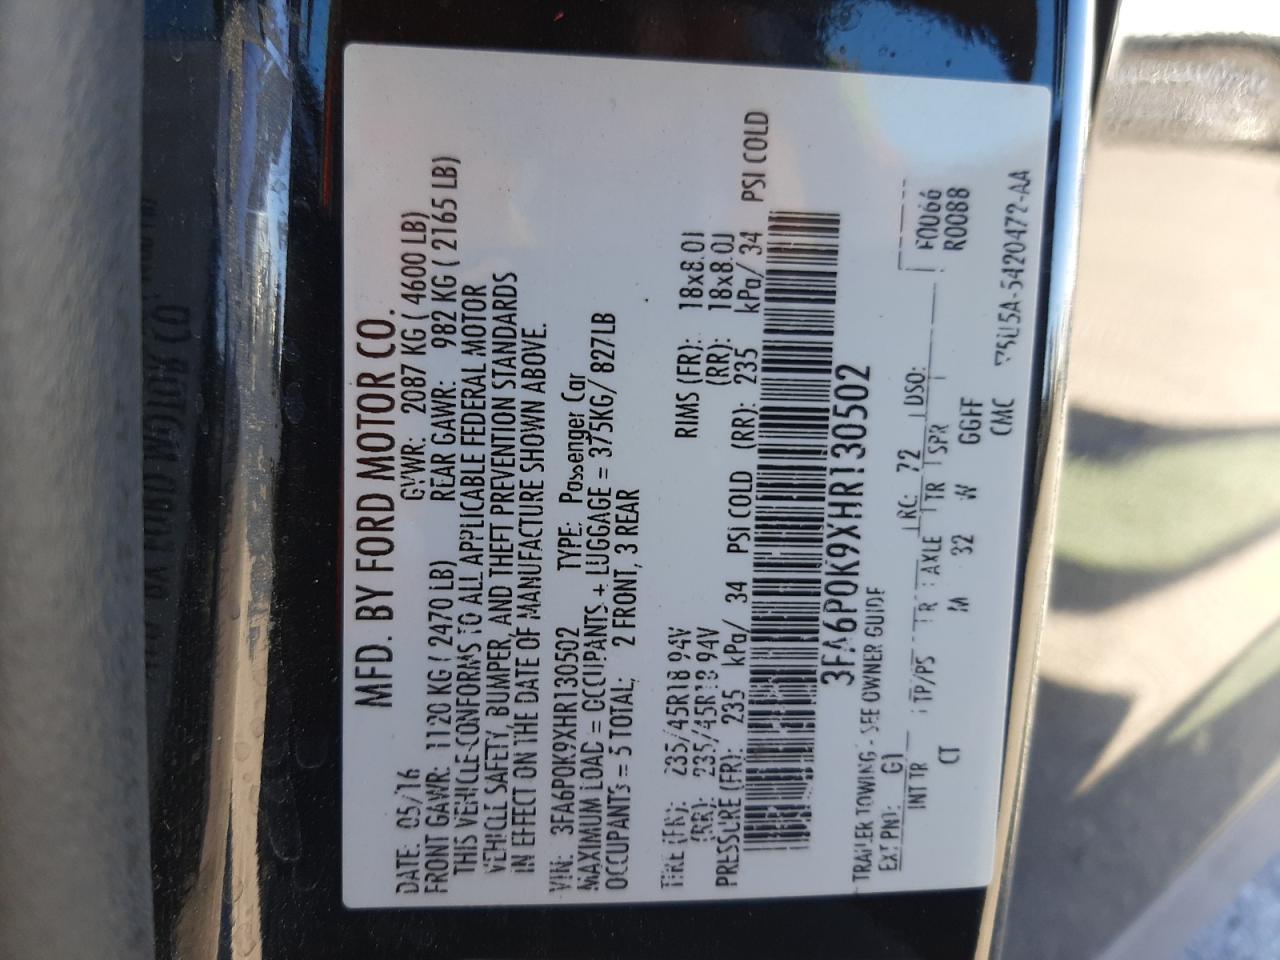 MFD. BY FORD MOTOR CO.
DATE: 05/16 GVWR: 2087 KG ( 4600 LB)
FRONT GAWR: 1120 KG ( 2470 LB) REAR GAWR: 982 KG ( 2165 LB)
THIS VEHICLE CONFORMS TO ALL APPLICABLE FEDERAL MOTOR
VEHICLE SAFETY, BUMPER, AND THEFT PREVENTION STANDARDS
IN EFFECT ON THE DATE OF MANUFACTURE SHOWN ABOVE.
VIN: 3FA6P0K9XHR130502 TYPE: Passenger Car
MAXIMUM LOAD = OCCUPANTS + LUGGAGE = 375KG/ 827LB
OCCUPANTS = 5 TOTAL: 2 FRONT, 3 REAR
TIRE (FR): 235/45R18 94V RIMS (FR): 18x8.0J
(RR): 235/45R18 94V (RR): 18x8.0J
PRESSURE (FR): 235 kPa/ 34 PSI COLD (RR): 235 kPa/ 34 PSI COLD
3FA6P0K9XHR130502
TRAILER TOWING - SEE OWNER GUIDE
EXT PNT: G1 RC: 72 DSO: F0U66
INT TR TP/PS R AXLE TR SPR R0088
CT M 32 W GGFF
CMC 5U5A-5420472-AA